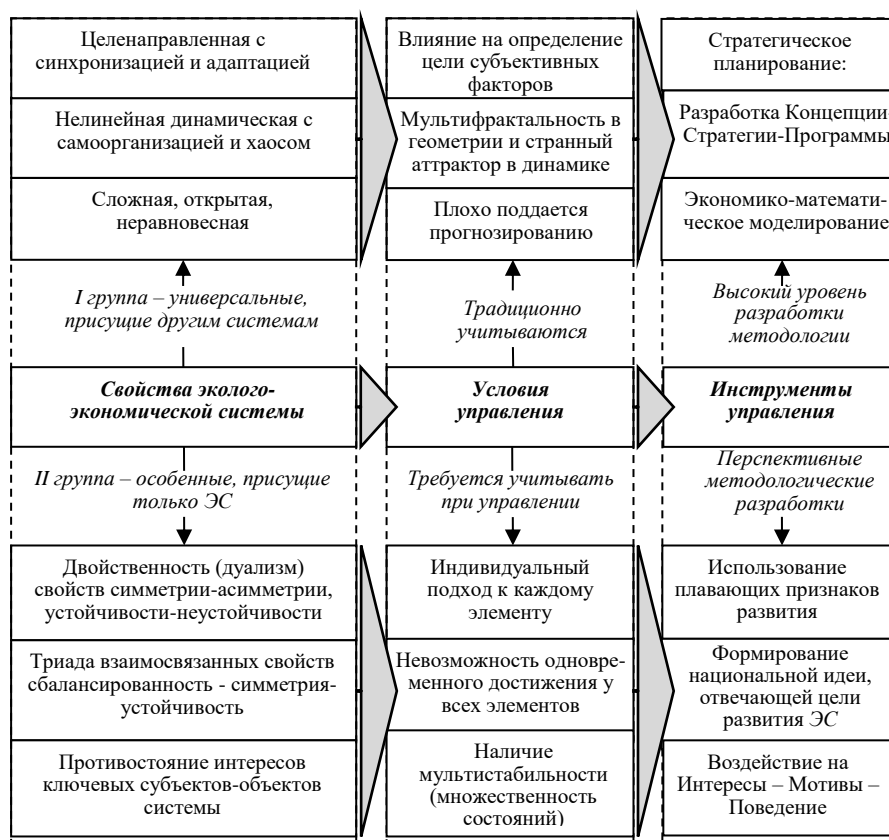 Целенаправленная с
синхронизацией и адаптацией
Влияние на определение
цели субъективных
факторов
Стратегическое
планирование:
Нелинейная динамическая с
самоорганизацией и хаосом
Мультифрактальность в
геометрии и странный
аттрактор в динамике
Разработка Концепции-
Стратегии-Программы
Сложная, открытая,
неравновесная
Плохо поддается
прогнозированию
Экономико-математи-
ческое моделирование
I группа – универсальные,
присущие другим системам
Традиционно
учитываются
Высокий уровень
разработки
методологии
Свойства эколого-
экономической системы
Условия
управления
Инструменты
управления
II группа – особенные, присущие
только ЭС
Требуется учитывать
при управлении
Перспективные
методологические
разработки
Двойственность (дуализм)
свойств симметрии-асимметрии,
устойчивости-неустойчивости
Индивидуальный
подход к каждому
элементу
Использование
плавающих признаков
развития
Триада взаимосвязанных свойств
сбалансированность - симметрия-
устойчивость
Невозможность одновре-
менного достижения у
всех элементов
Формирование
национальной идеи,
отвечающей цели
развития ЭС
Противостояние интересов
ключевых субъектов-объектов
системы
Наличие
мультистабильности
(множественность
состояний)
Воздействие на
Интересы – Мотивы –
Поведение